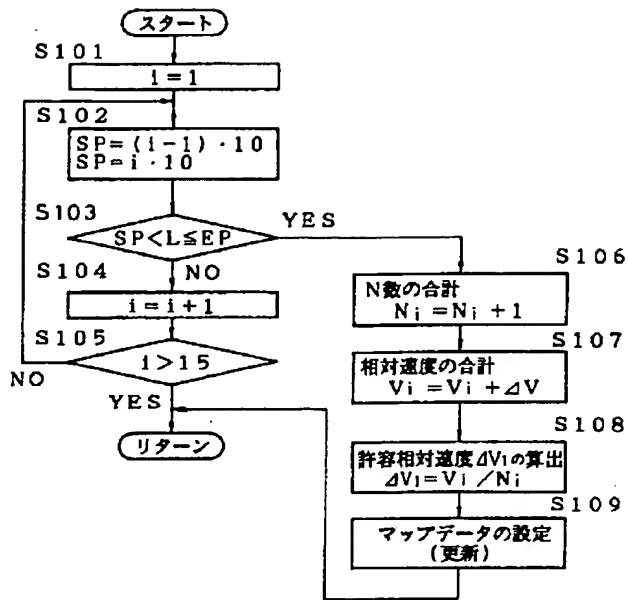 スタート
S101
i=1
S102
SP=(i-1)・10
SP=i・10
S103
YES
SP<L≦EP
S104
NO
i=i+1
S105
i>15
NO
YES
リターン
S106
N数の合計
Ni=Ni+1
S107
相対速度の合計
Vi=Vi+⊿V
S108
許容相対速度⊿V1の算出
⊿V1=Vi/Ni
S109
マップデータの設定
(更新)